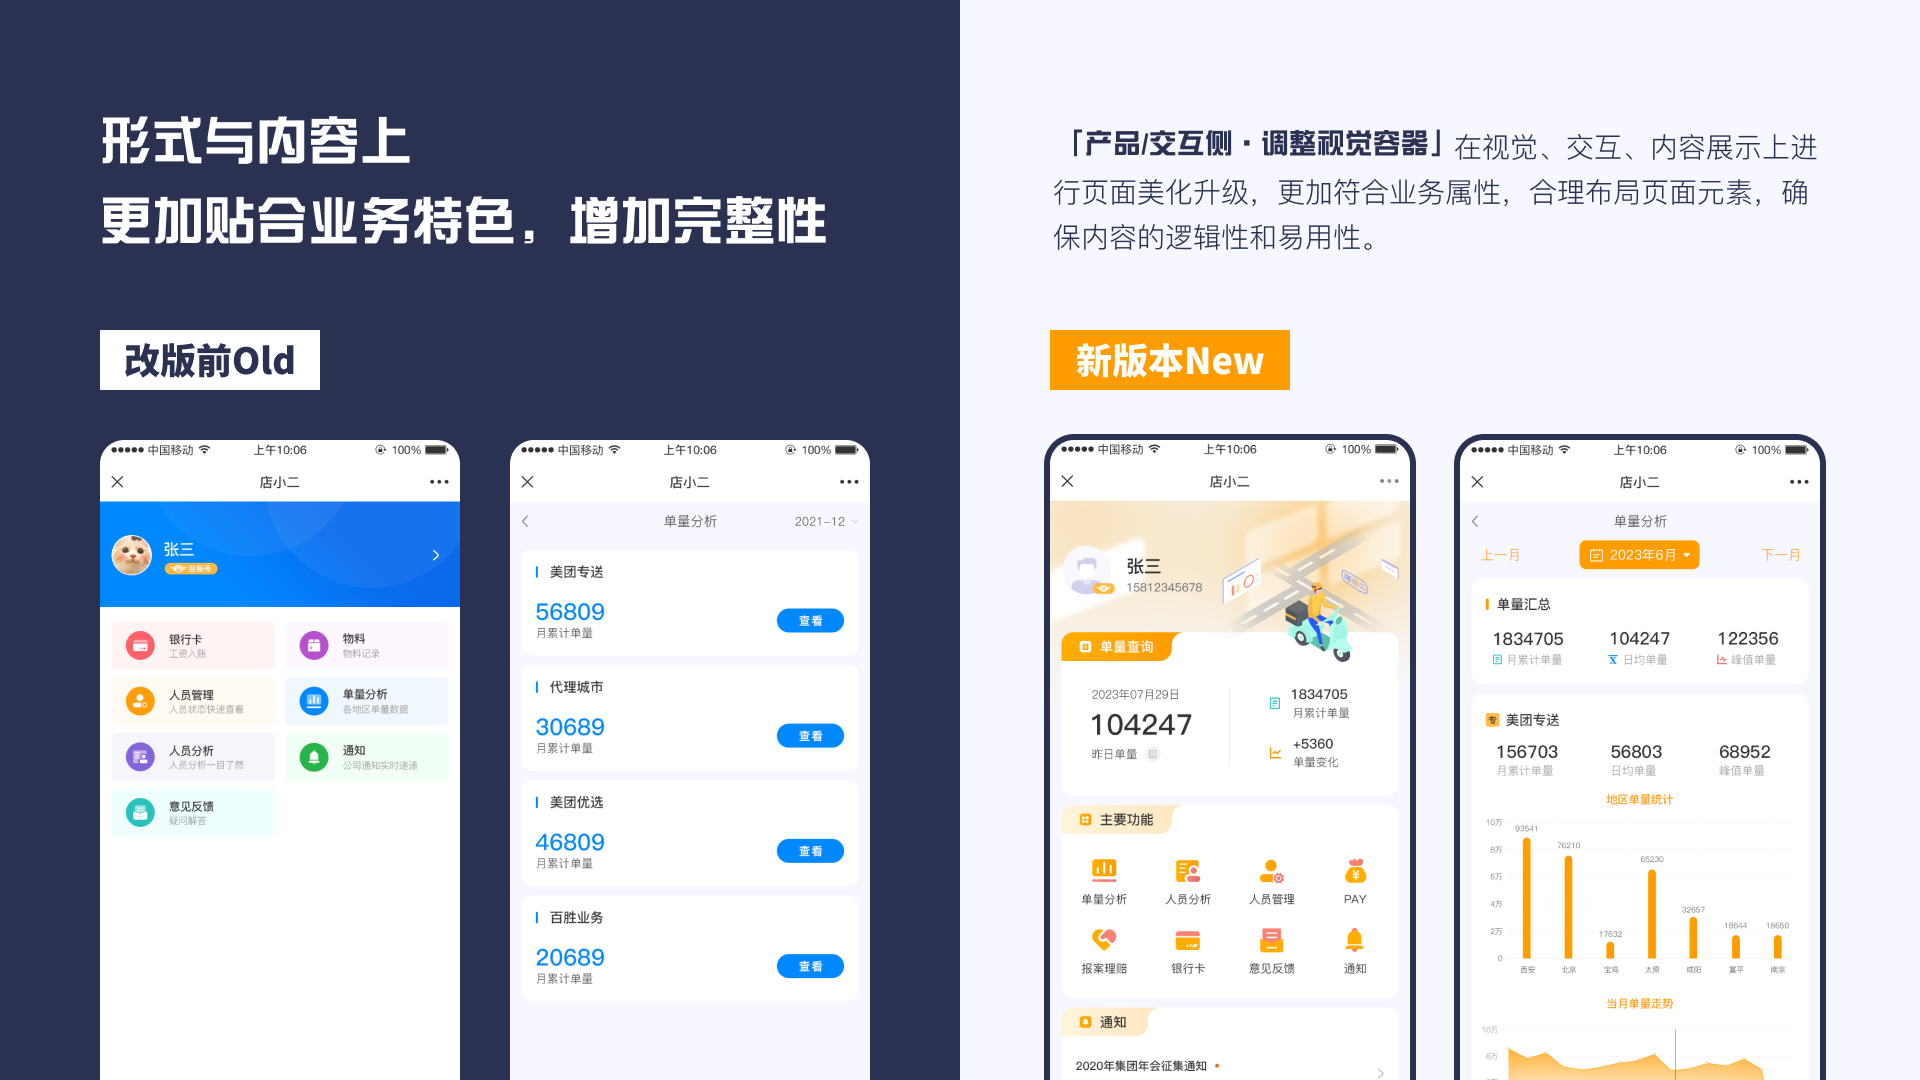 形式与内容上
更加贴合业务特色，增加完整性
「产品/交互侧·调整视觉容器」在视觉、交互、内容展示上进
行页面美化升级，更加符合业务属性，合理布局页面元素，确
保内容的逻辑性和易用性。
改版前Old
新版本New
中国移动 上午10:06 100%
店小二
张三
总账号
银行卡
工资入账
物料
物料记录
人员管理
人员状态快速查看
单量分析
各地区单量数据
人员分析
人员分析一目了然
通知
公司通知实时速递
意见反馈
疑问解答
中国移动 上午10:06 100%
店小二
单量分析 2021-12
美团专送
56809
月累计单量
查看
代理城市
30689
月累计单量
查看
美团优选
46809
月累计单量
查看
百胜业务
20689
月累计单量
查看
中国移动 上午10:06 100%
店小二
张三
15812345678
单量查询
2023年07月29日
104247
昨日单量
1834705
月累计单量
+5360
单量变化
主要功能
单量分析 人员分析 人员管理 PAY
报案理赔 银行卡 意见反馈 通知
通知
2020年集团年会征集通知
中国移动 上午10:06 100%
店小二
单量分析
上一月 2023年6月 下一月
单量汇总
1834705 104247 122356
月累计单量 日均单量 峰值单量
专 美团专送
156703 56803 68952
月累计单量 日均单量 峰值单量
地区单量统计
10万
8万
6万
4万
2万
0
93541 76210 17632 65230 32657 18644 18650
西安 北京 宝鸡 太原 咸阳 富平 南京
当月单量走势
10万
8万